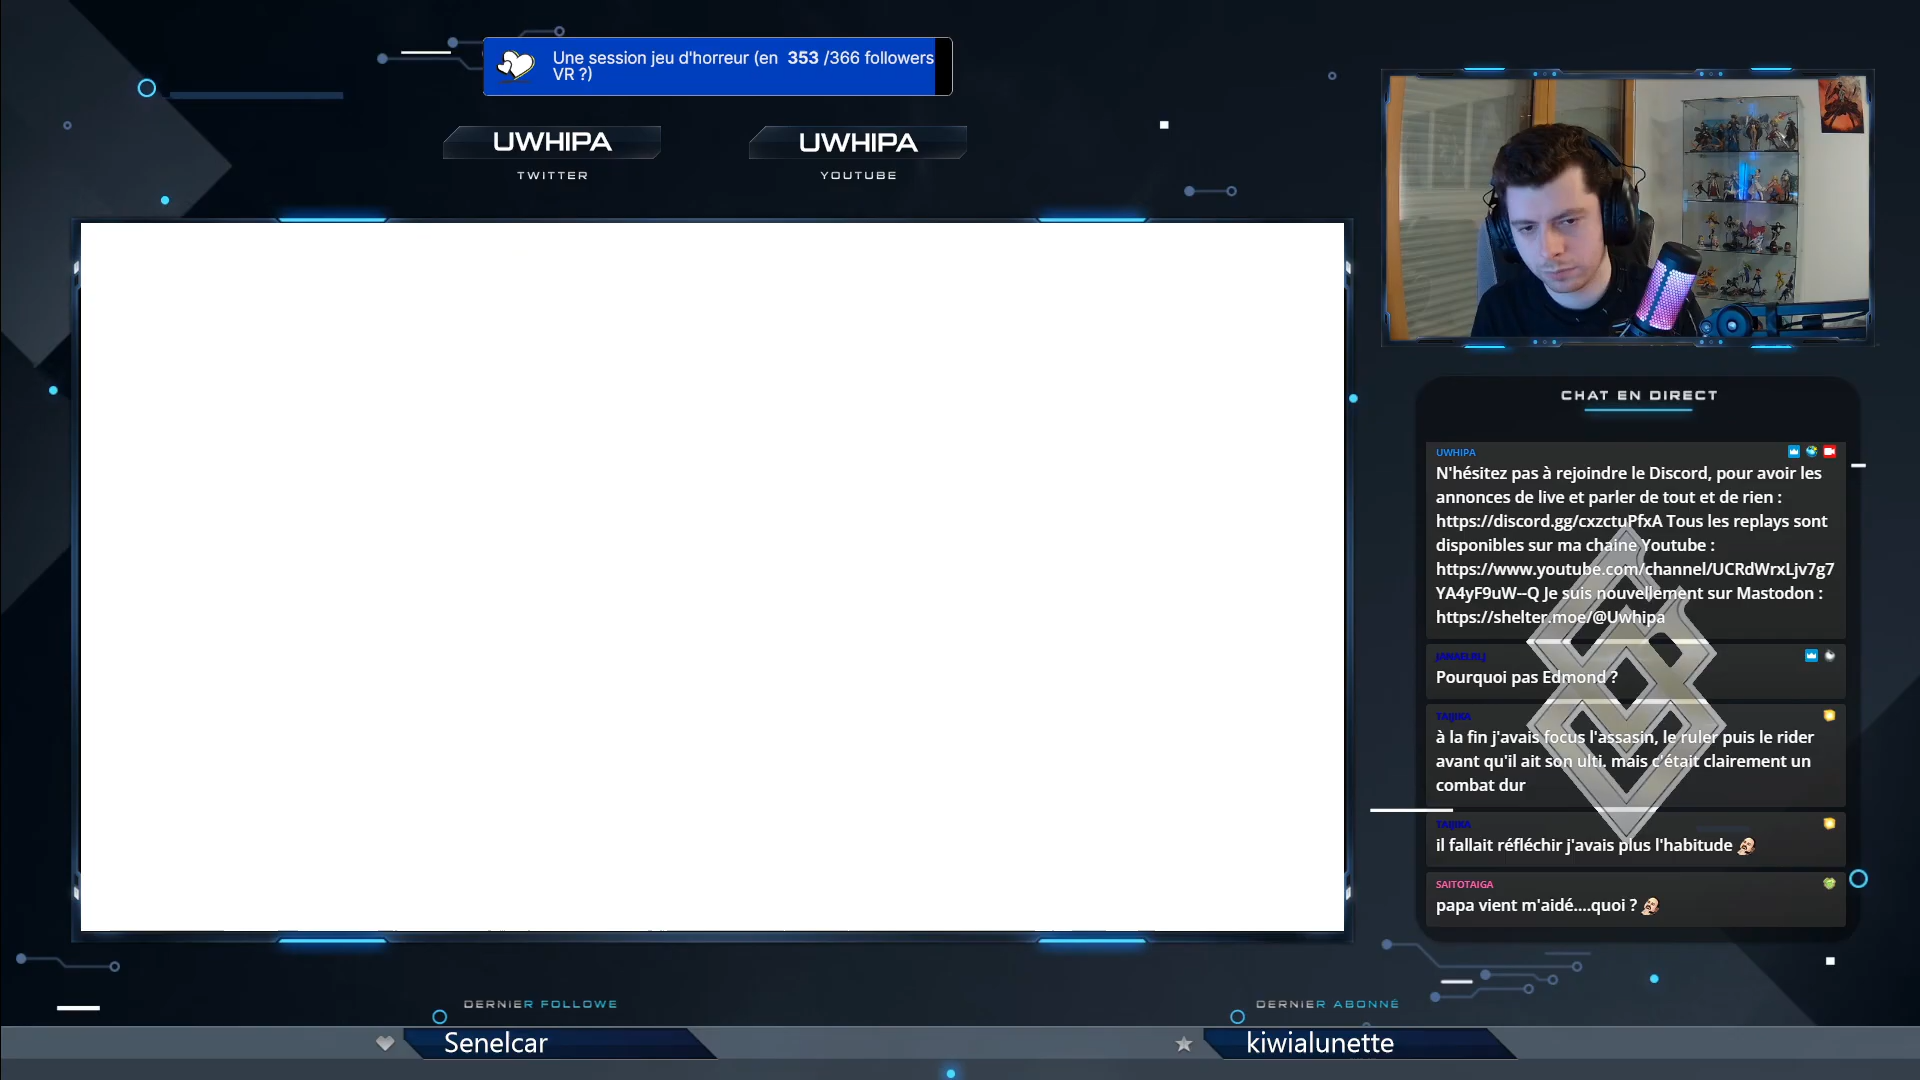 Une session jeu d'horreur (en 353 /366 followers
VR ?)
UWHIPA
TWITTER
UWHIPA
YOUTUBE
CHAT EN DIRECT
UWHIPA
N'hésitez pas à rejoindre le Discord, pour avoir les
annonces de live et parler de tout et de rien :
https://discord.gg/cxzctuPfxA Tous les replays sont
disponibles sur ma chaine Youtube :
https://www.youtube.com/channel/UCRdWrxLjv7g7
YA4yF9uW--Q Je suis nouvellement sur Mastodon :
https://shelter.moe/@Uwhipa
Pourquoi pas Edmond ?
TAIJIKA
à la fin j'avais focus l'assasin, le ruler puis le rider
avant qu'il ait son ulti. mais c'était clairement un
combat dur
TAIJIKA
il fallait réfléchir j'avais plus l'habitude
SAITOTAIGA
papa vient m'aidé....quoi ?
DERNIER FOLLOWE
Senelcar
DERNIER ABONNÉ
kiwialunette